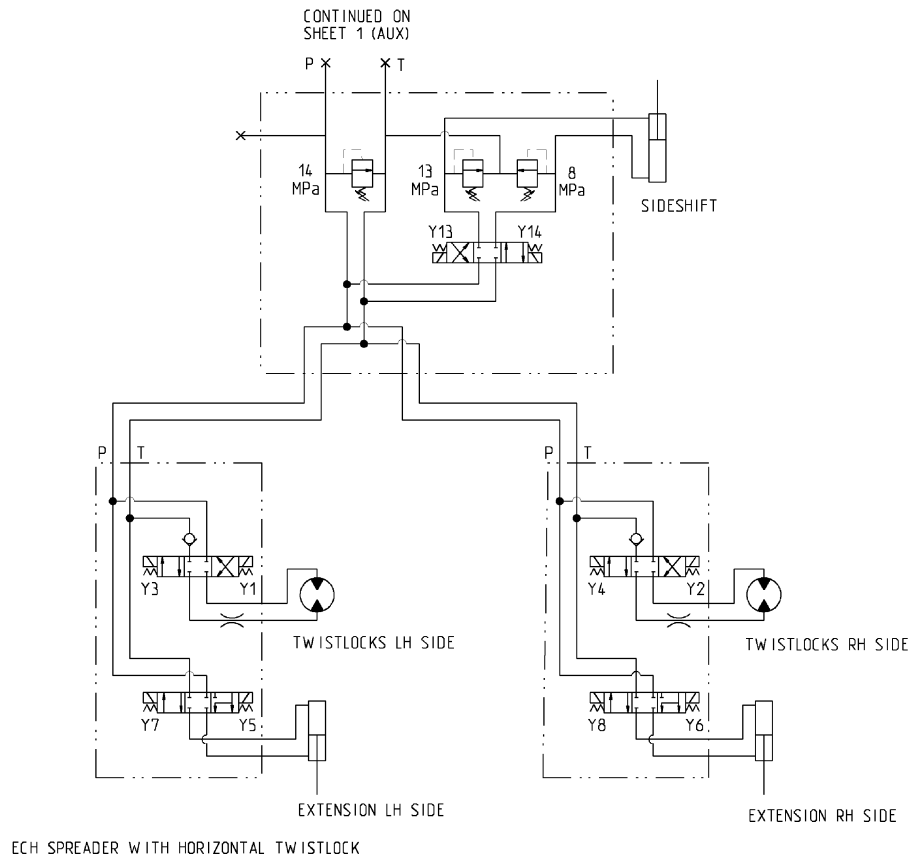 CONTINUED ON
SHEET 1 (AUX)
P
T
14
MPa
13
MPa
8
MPa
SIDESHIFT
Y13
Y14
P
T
P
T
Y3
Y1
Y4
Y2
TWISTLOCKS LH SIDE
TWISTLOCKS RH SIDE
Y7
Y5
Y8
Y6
EXTENSION LH SIDE
EXTENSION RH SIDE
ECH SPREADER WITH HORIZONTAL TWISTLOCK